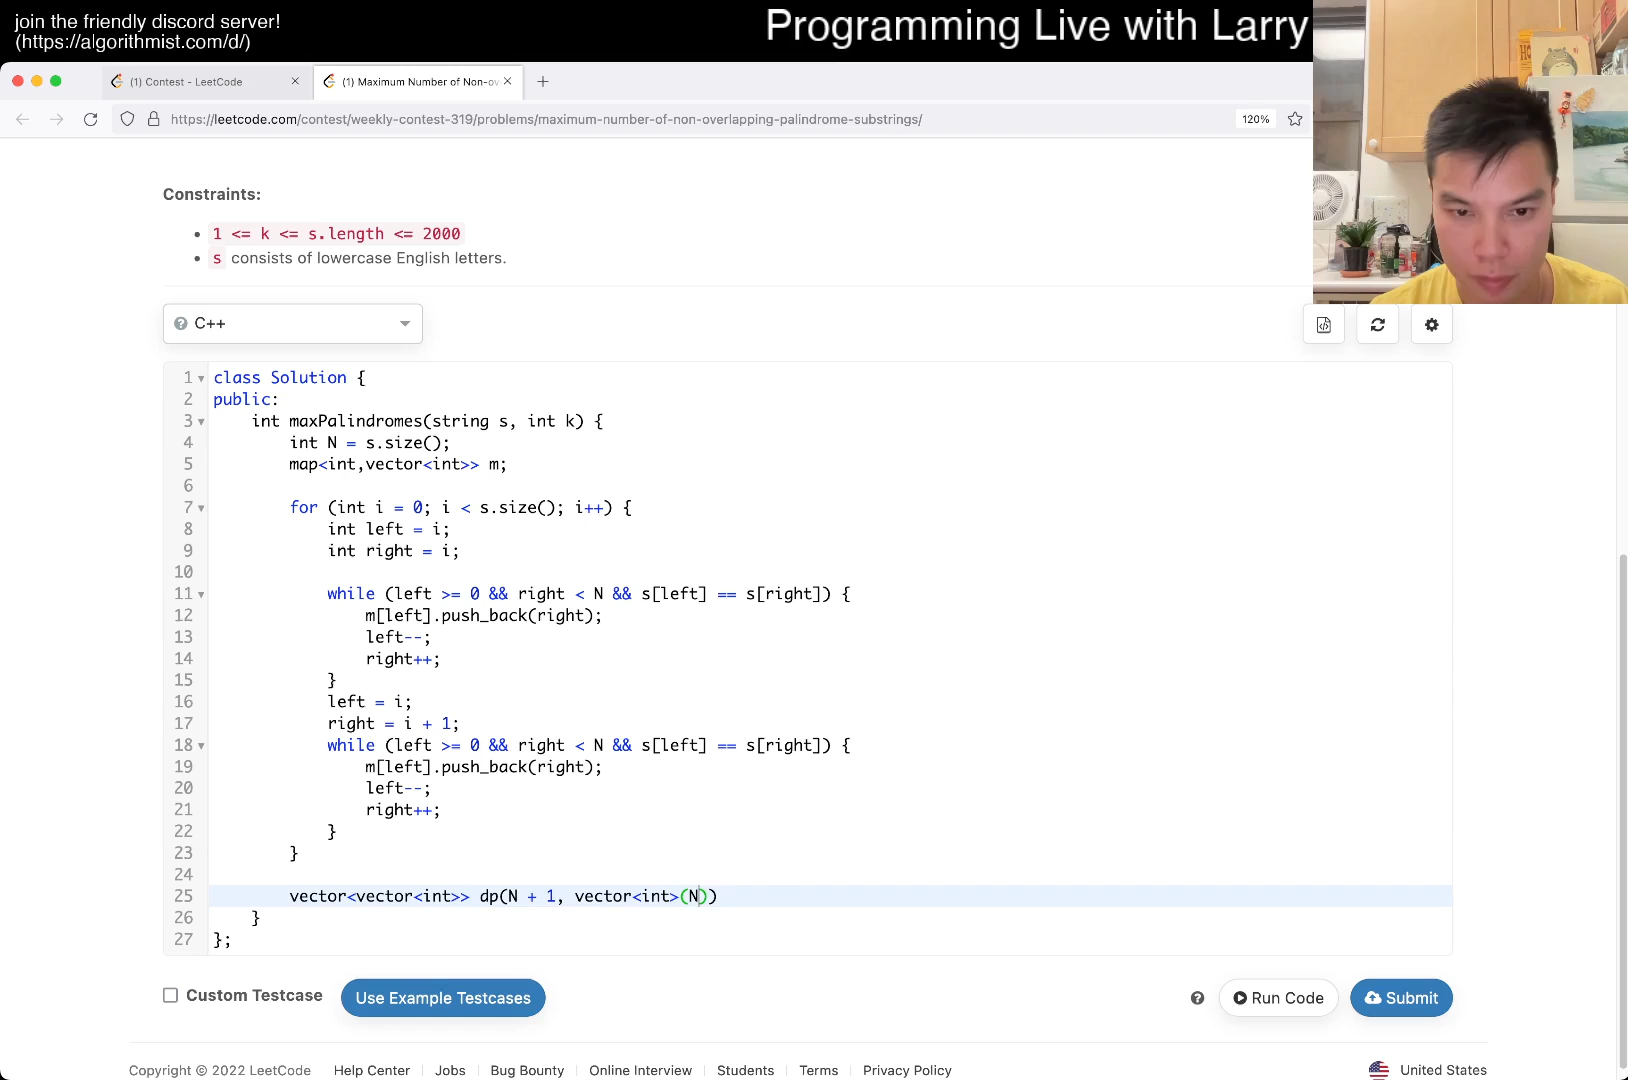 join the friendly discord server!
(https://algorithmist.com/d/)
Programming Live with Larry
(1) Contest - LeetCode
(1) Maximum Number of Non-ov
https://leetcode.com/contest/weekly-contest-319/problems/maximum-number-of-non-overlapping-palindrome-substrings/
120%
Constraints:
1 <= k <= s.length <= 2000
s consists of lowercase English letters.
C++
1 class Solution {
2 public:
3 int maxPalindromes(string s, int k) {
4 int N = s.size();
5 map<int,vector<int>> m;
6
7 for (int i = 0; i < s.size(); i++) {
8 int left = i;
9 int right = i;
10
11 while (left >= 0 && right < N && s[left] == s[right]) {
12 m[left].push_back(right);
13 left--;
14 right++;
15 }
16 left = i;
17 right = i + 1;
18 while (left >= 0 && right < N && s[left] == s[right]) {
19 m[left].push_back(right);
20 left--;
21 right++;
22 }
23 }
24
25 vector<vector<int>> dp(N + 1, vector<int>(N))
26 }
27 };
Custom Testcase
Use Example Testcases
Run Code
Submit
Copyright © 2022 LeetCode
Help Center
Jobs
Bug Bounty
Online Interview
Students
Terms
Privacy Policy
United States